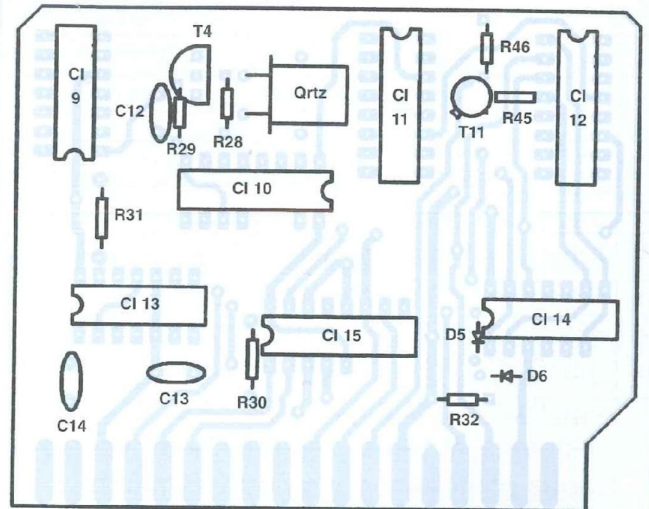 T4
R46
CI
9
C12
R29
R28
Qrtz
CI
11
T11
R45
CI
12
CI 10
R31
CI 13
CI 15
D5
CI 14
C14
C13
R30
D6
R32